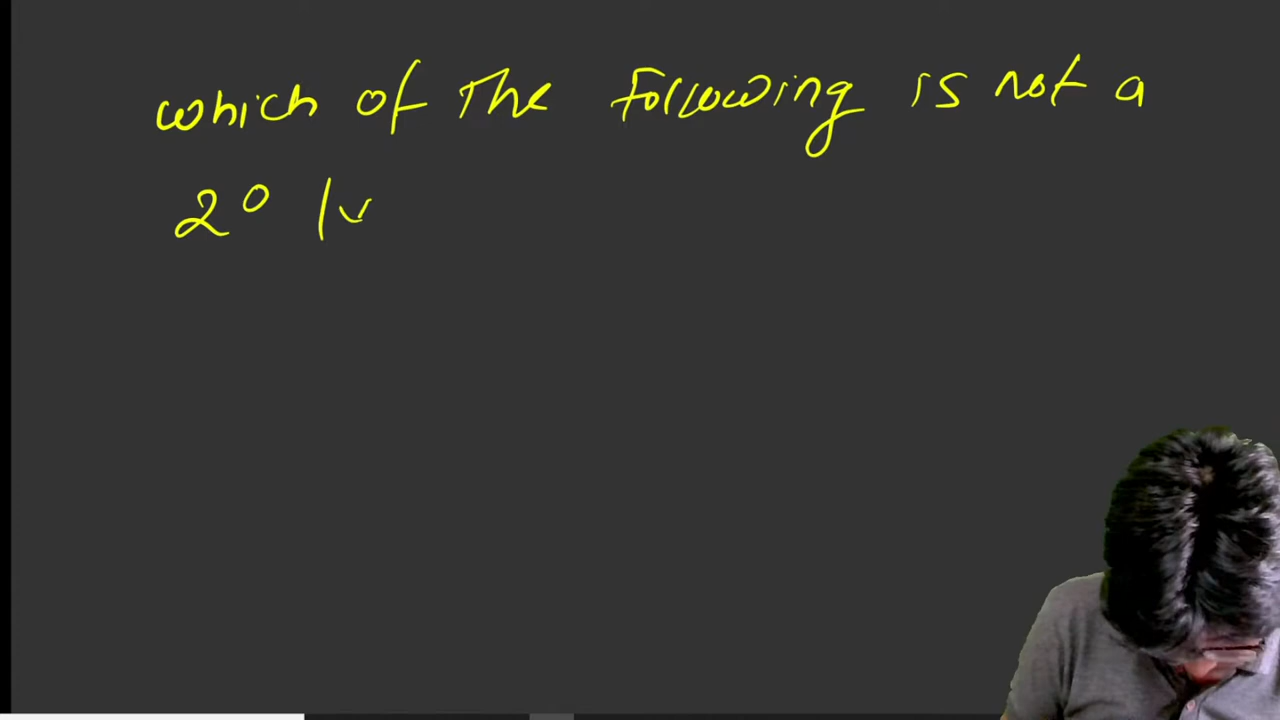 which of the following is not a
2°